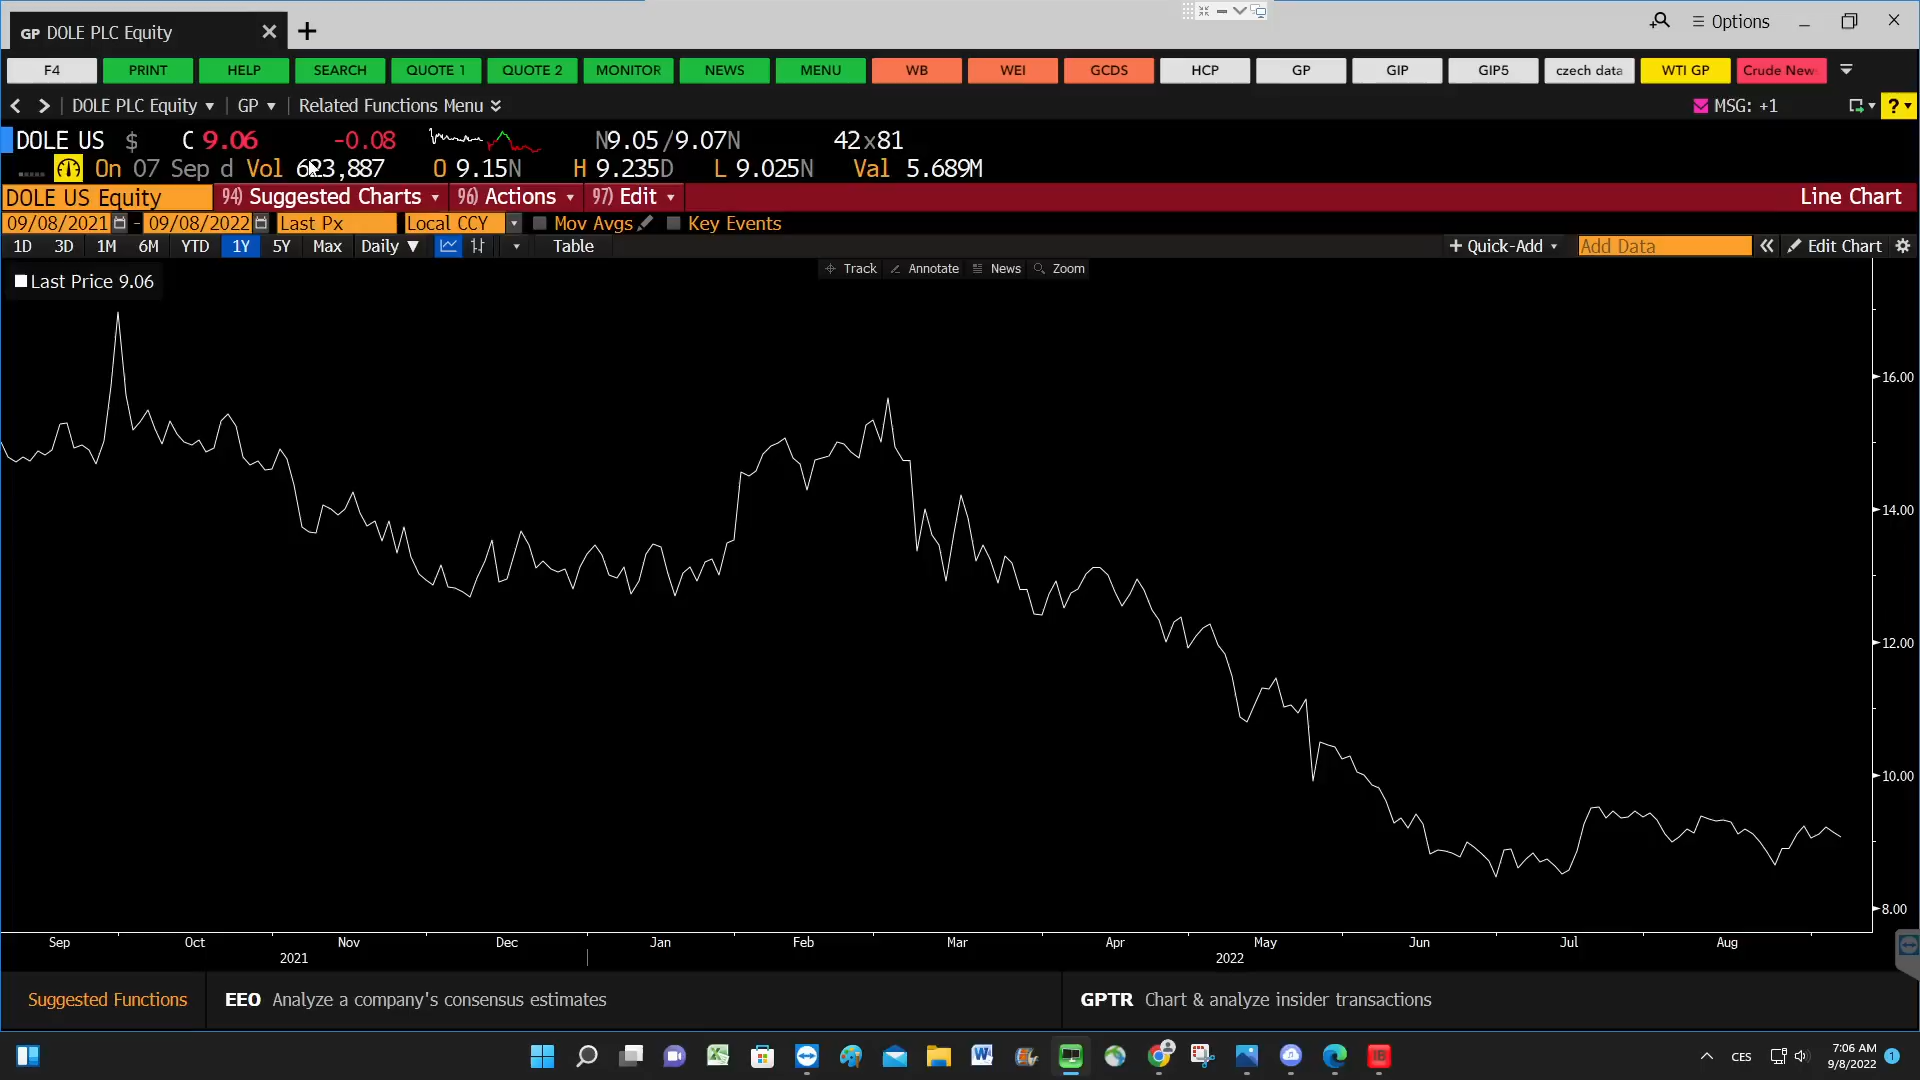 GP DOLE PLC Equity
Options
F4 PRINT HELP SEARCH QUOTE 1 QUOTE 2 MONITOR NEWS MENU WB WEI GCDS HCP GP GIP GIP5 czech data WTI GP Crude New
DOLE PLC Equity GP Related Functions Menu MSG: +1 ?
DOLE US $ C 9.06 -0.08 N9.05/9.07N 42x81
On 07 Sep d Vol 623,887 O 9.15N H 9.235D L 9.025N Val 5.689M
DOLE US Equity 94) Suggested Charts 96) Actions 97) Edit Line Chart
09/08/2021 - 09/08/2022 Last Px Local CCY Mov Avgs Key Events
1D 3D 1M 6M YTD 1Y 5Y Max Daily Table + Quick-Add Add Data Edit Chart
Track Annotate News Zoom
Last Price 9.06
16.00
14.00
12.00
10.00
8.00
Sep Oct Nov Dec Jan Feb Mar Apr May Jun Jul Aug
2021 2022
Suggested Functions EEO Analyze a company's consensus estimates GPTR Chart & analyze insider transactions
CES
7:06 AM
9/8/2022
1
IB